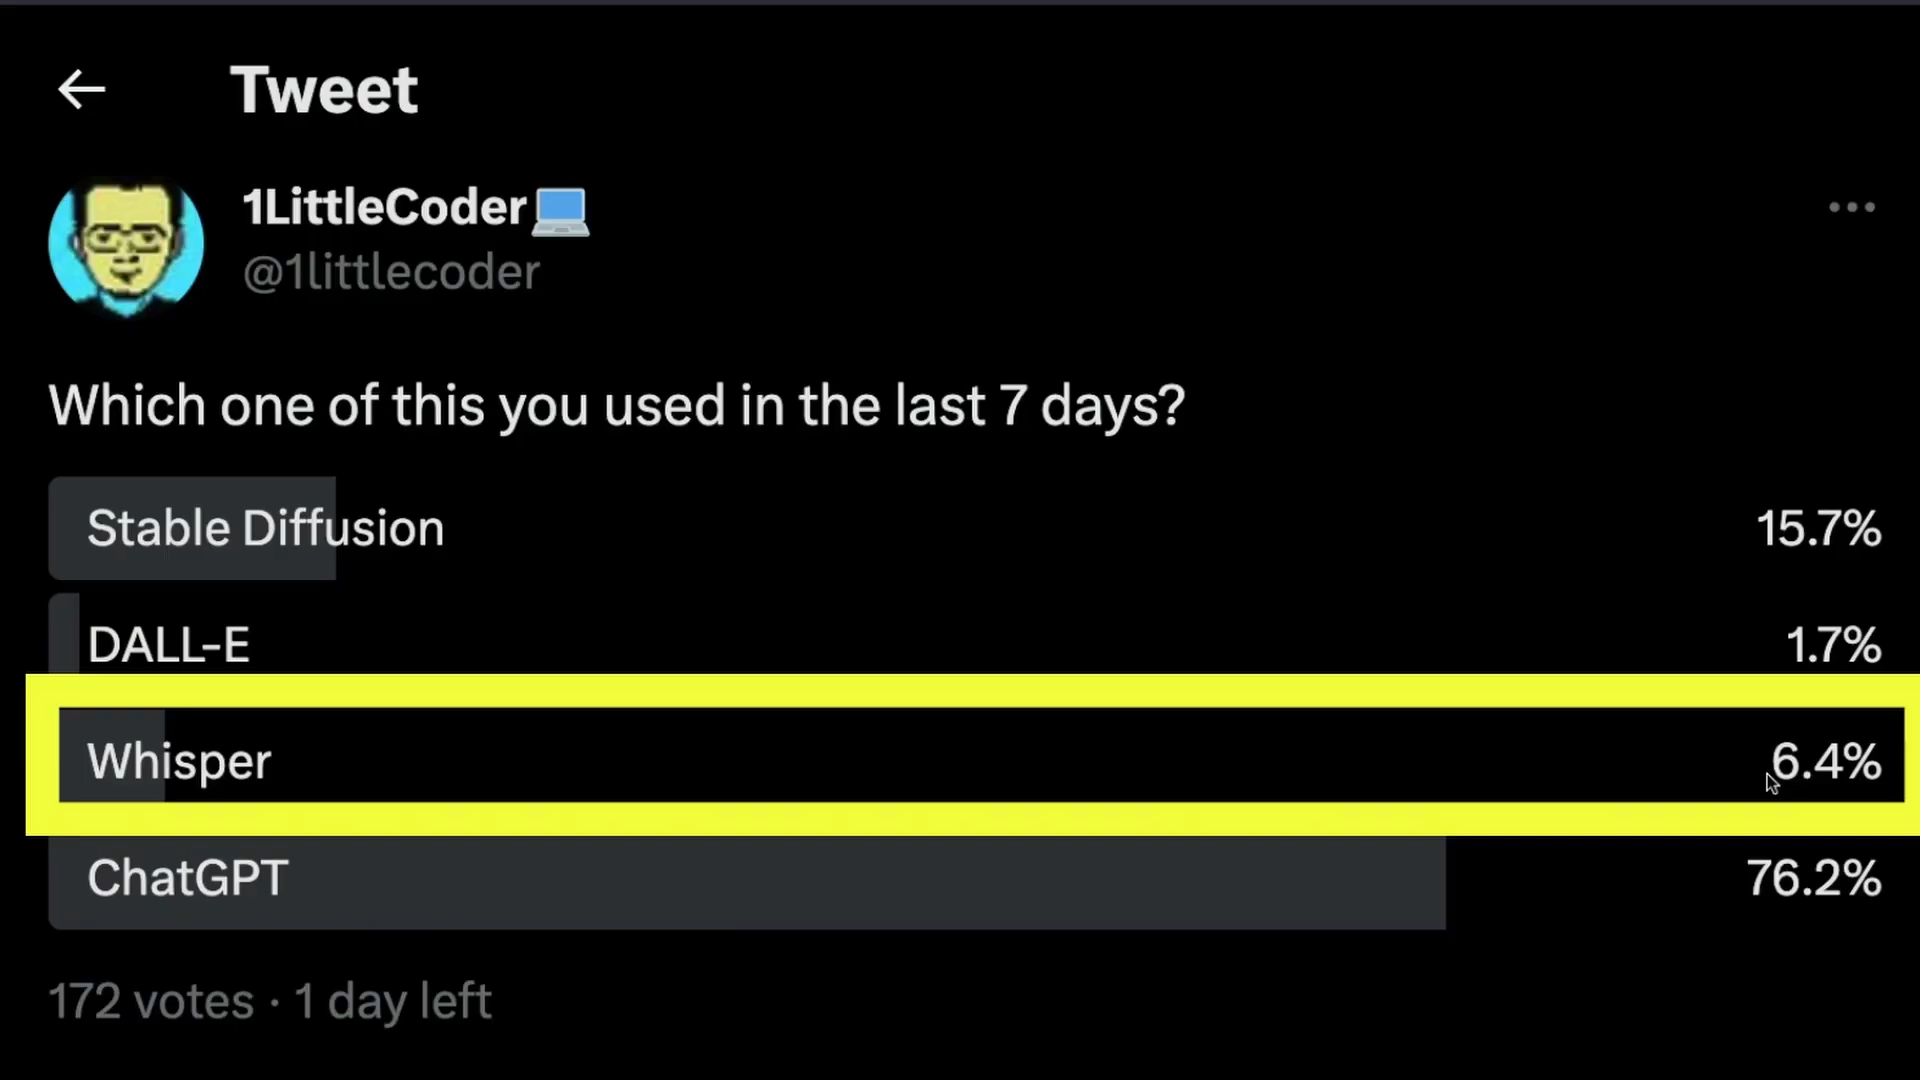 Tweet
1LittleCoder💻
@1littlecoder
Which one of this you used in the last 7 days?
Stable Diffusion 15.7%
DALL-E 1.7%
Whisper 6.4%
ChatGPT 76.2%
172 votes · 1 day left